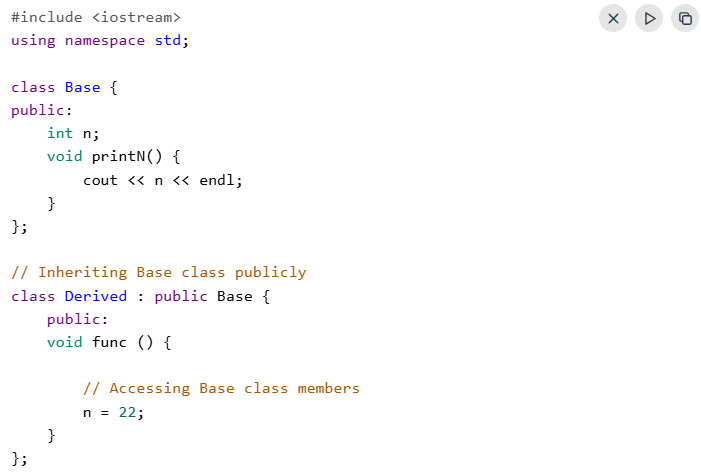 #include <iostream>
using namespace std;

class Base {
public:
    int n;
    void printN() {
        cout << n << endl;
    }
};

// Inheriting Base class publicly
class Derived : public Base {
    public:
    void func () {

        // Accessing Base class members
        n = 22;
    }
};